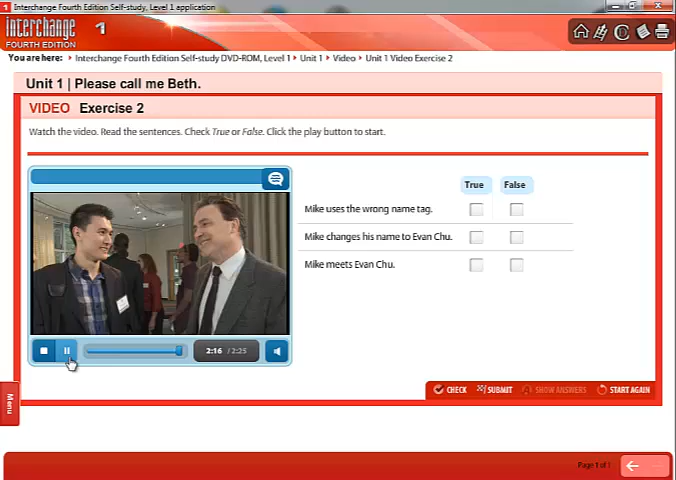 1 Interchange Fourth Edition Self-study, Level 1 application
interchange 1
FOURTH EDITION
You are here: Interchange Fourth Edition Self-study DVD-ROM, Level 1 Unit 1 Video Unit 1 Video Exercise 2
Unit 1 | Please call me Beth.
VIDEO Exercise 2
Watch the video. Read the sentences. Check True or False. Click the play button to start.
True False
Mike uses the wrong name tag.
Mike changes his name to Evan Chu.
Mike meets Evan Chu.
2:16 / 2:25
Menu
CHECK SUBMIT SHOW ANSWERS START AGAIN
Page 1 of 1